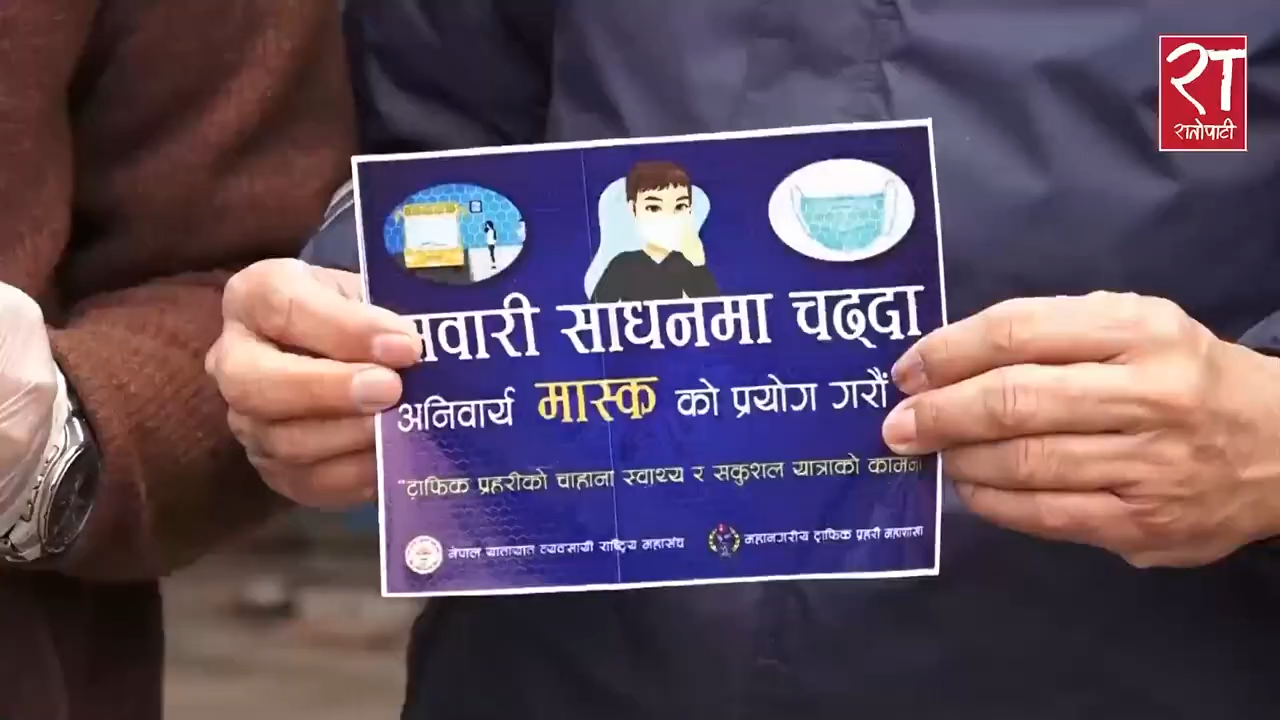 रा
रातोपाटी
सवारी साधनमा चढ्दा
अनिवार्य मास्क को प्रयोग गरौं
"ट्राफिक प्रहरीको चाहाना स्वाथ्य र सकुशल यात्राको कामना
नेपाल यातायात व्यवसायी राष्ट्रिय महासंघ
महानगरीय ट्राफिक प्रहरी महाशाखा